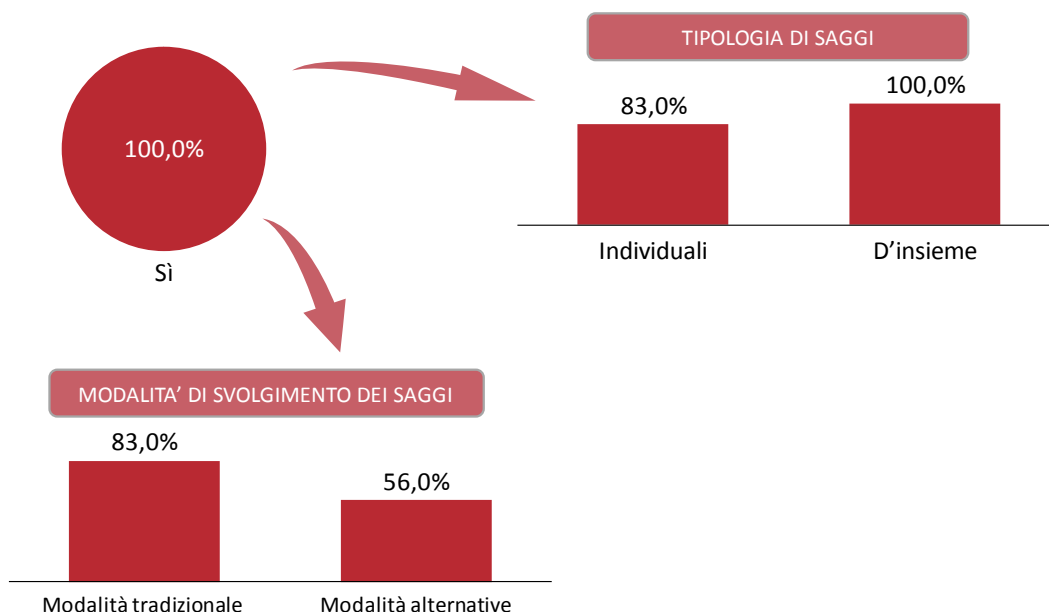 100,0%
Sì
TIPOLOGIA DI SAGGI
83,0%
100,0%
Individuali
D’insieme
MODALITA’ DI SVOLGIMENTO DEI SAGGI
83,0%
56,0%
Modalità tradizionale
Modalità alternative